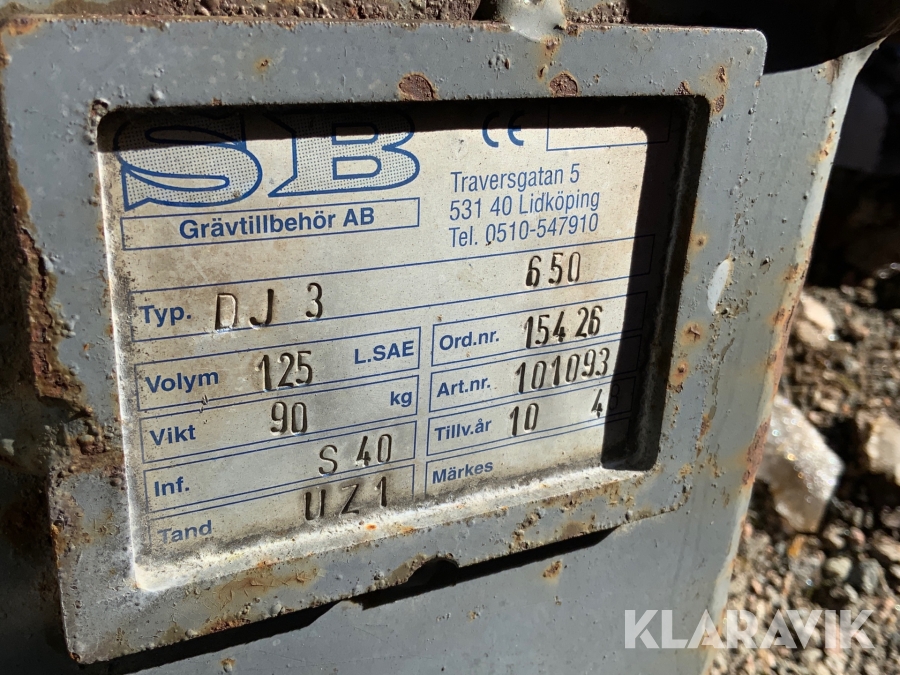 SB CE
Grävtillbehör AB
Traversgatan 5
531 40 Lidköping
Tel. 0510-547910
Typ. DJ 3 650
Volym 125 L.SAE
Ord.nr. 15426
Vikt 90 kg
Art.nr. 101093
Inf. S 40
Tillv.år 10 48
Tand UZ1
Märkes
KLARAVIK